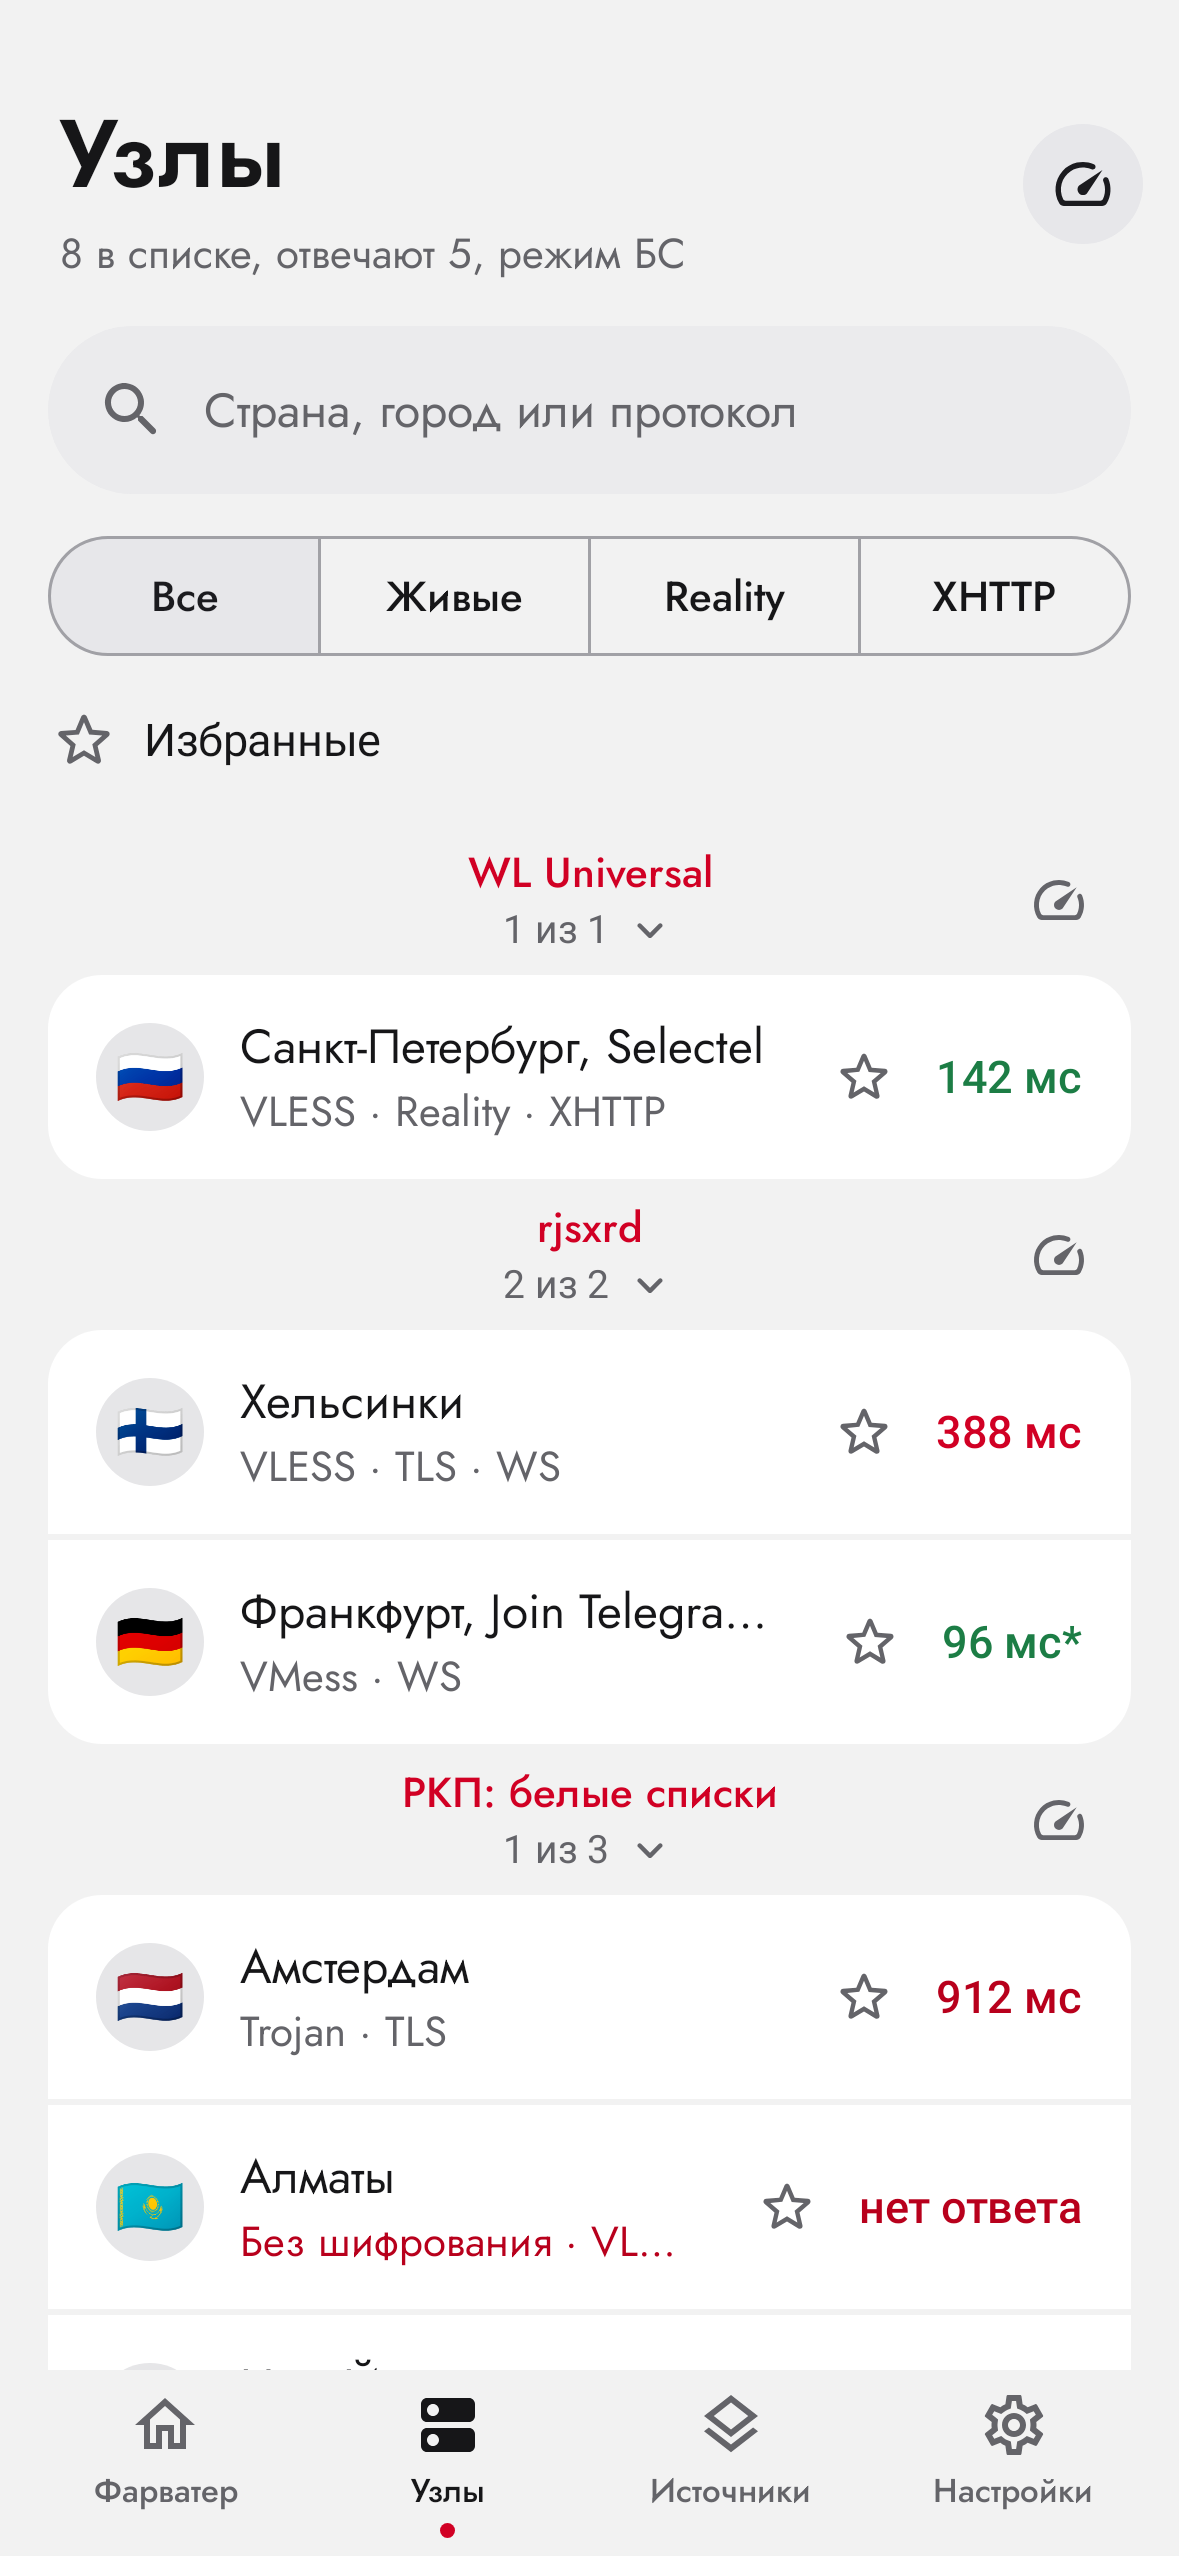 Узлы
8 в списке, отвечают 5, режим БС
Страна, город или протокол
Все
Живые
Reality
XHTTP
Избранные
WL Universal
1 из 1
Санкт-Петербург, Selectel
VLESS · Reality · XHTTP
142 мс
rjsxrd
2 из 2
Хельсинки
VLESS · TLS · WS
388 мс
Франкфурт, Join Telegra...
VMess · WS
96 мс*
РКП: белые списки
1 из 3
Амстердам
Trojan · TLS
912 мс
Алматы
Без шифрования · VL...
нет ответа
Фарватер
Узлы
Источники
Настройки